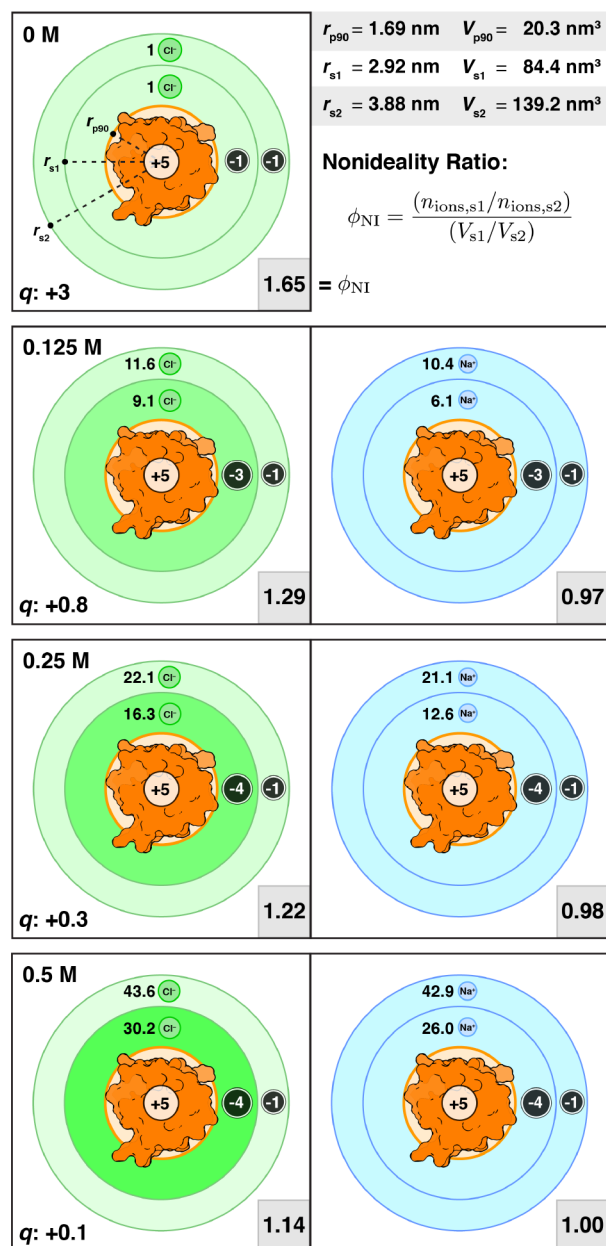 0 M
1 Cl⁻
1 Cl⁻
r_p90
r_s1
r_s2
+5
-1
-1
q: +3
1.65 = ϕ_NI
r_p90 = 1.69 nm V_p90 = 20.3 nm³
r_s1 = 2.92 nm V_s1 = 84.4 nm³
r_s2 = 3.88 nm V_s2 = 139.2 nm³
Nonideality Ratio:
ϕ_NI = (n_ions,s1/n_ions,s2) / (V_s1/V_s2)
0.125 M
11.6 Cl⁻
9.1 Cl⁻
+5
-3
-1
q: +0.8
1.29
10.4 Na⁺
6.1 Na⁺
+5
-3
-1
0.97
0.25 M
22.1 Cl⁻
16.3 Cl⁻
+5
-4
-1
q: +0.3
1.22
21.1 Na⁺
12.6 Na⁺
+5
-4
-1
0.98
0.5 M
43.6 Cl⁻
30.2 Cl⁻
+5
-4
-1
q: +0.1
1.14
42.9 Na⁺
26.0 Na⁺
+5
-4
-1
1.00